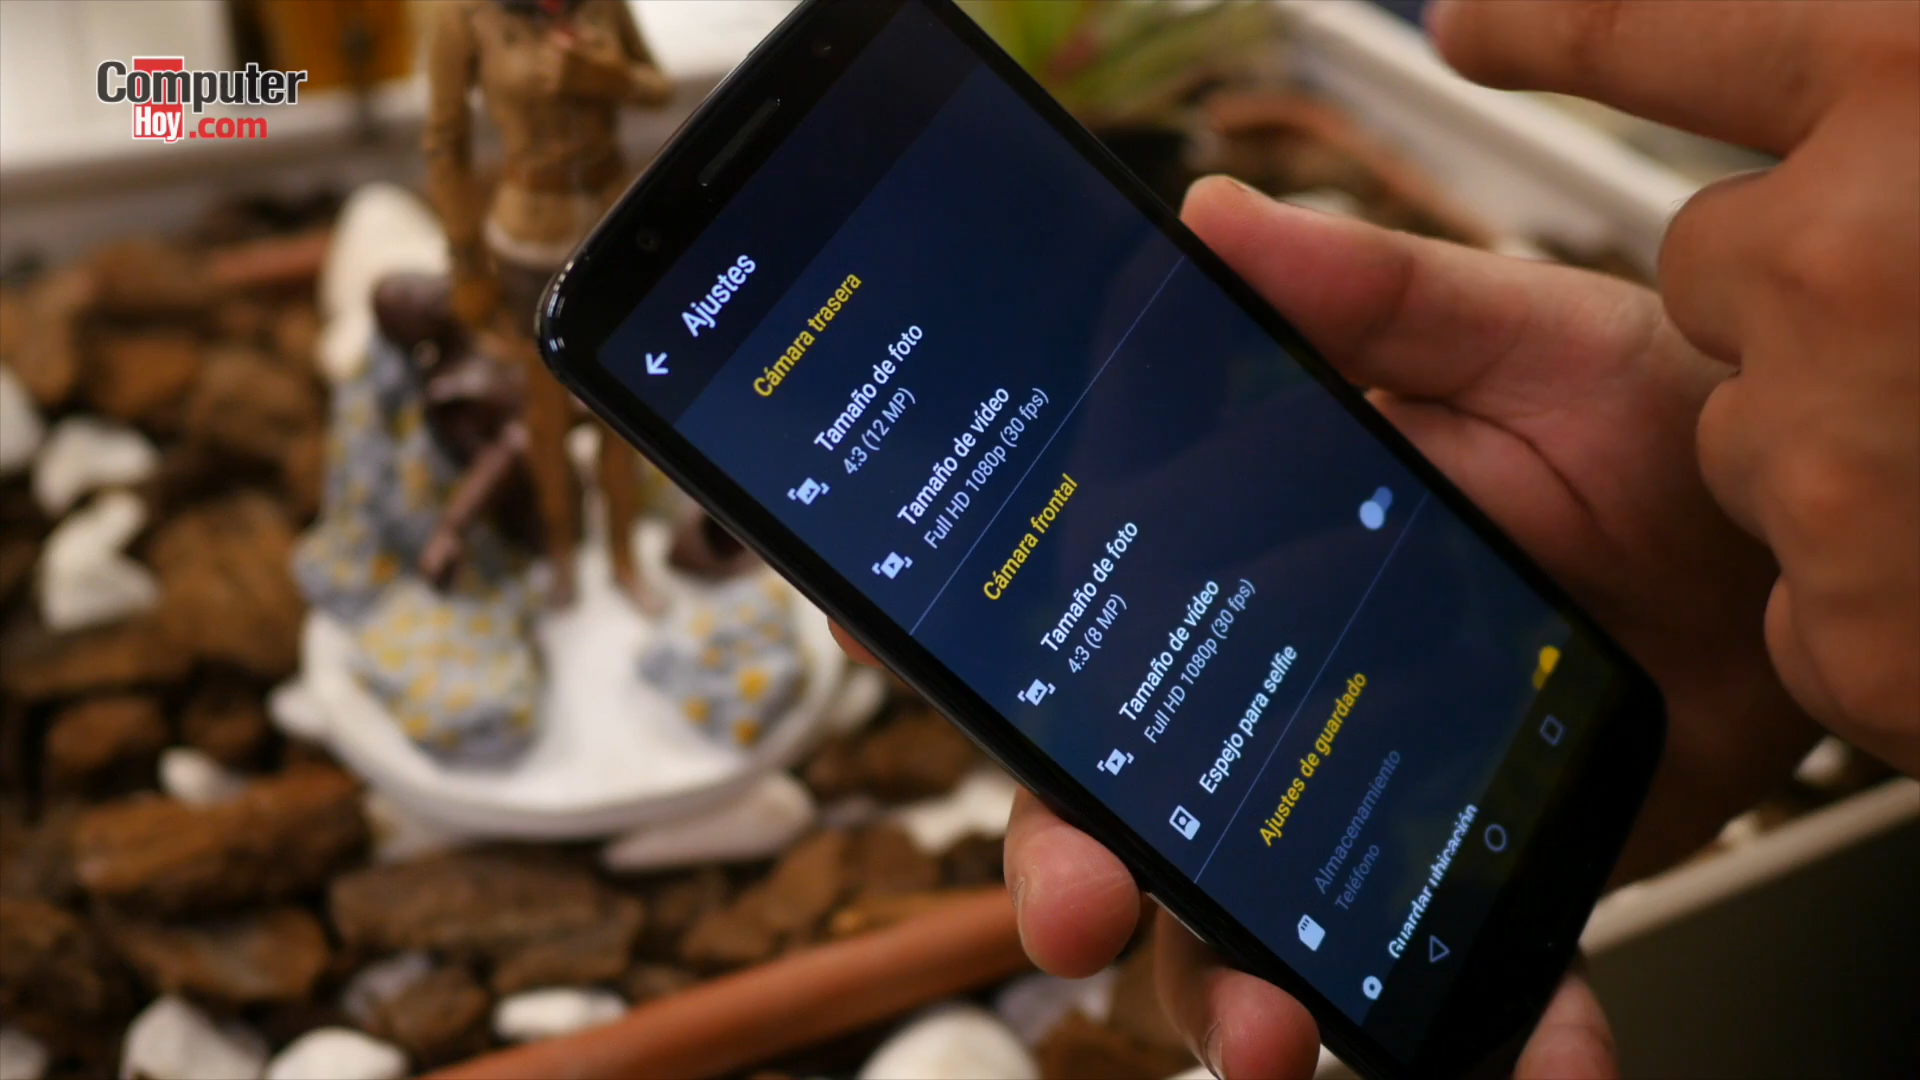 Computer
Hoy.com
Ajustes
Cámara trasera
Tamaño de foto
4:3 (12 MP)
Tamaño de vídeo
Full HD 1080p (30 fps)
Cámara frontal
Tamaño de foto
4:3 (8 MP)
Tamaño de vídeo
Full HD 1080p (30 fps)
Espejo para selfie
Ajustes de guardado
Almacenamiento
Teléfono
Guardar ubicación